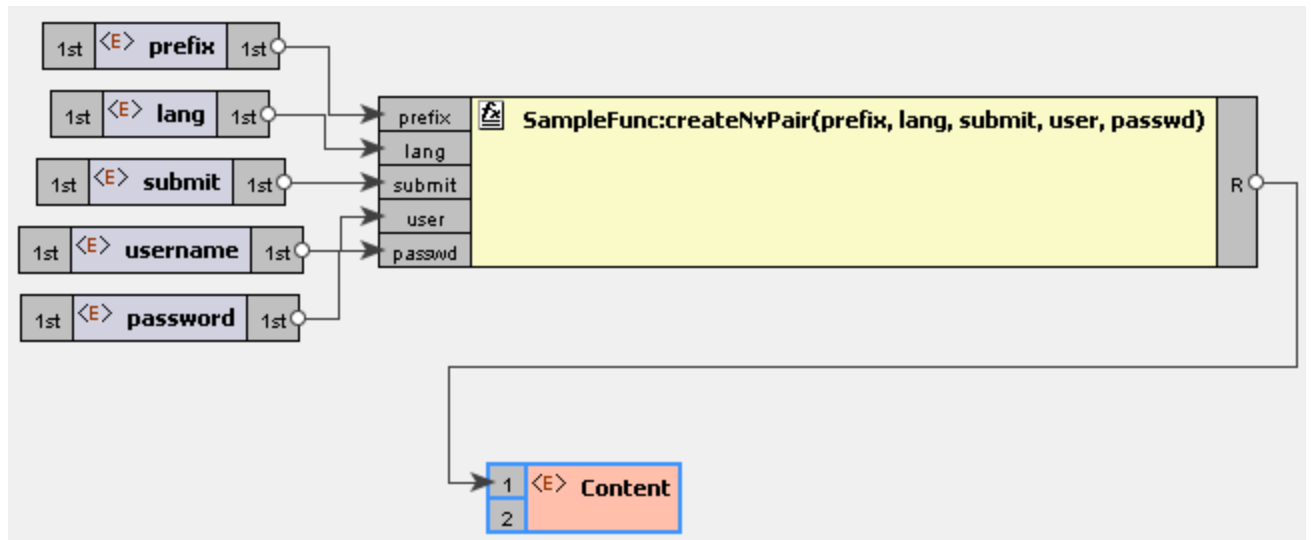 1st <E> prefix 1st
1st <E> lang 1st
1st <E> submit 1st
1st <E> username 1st
1st <E> password 1st
prefix
lang
submit
user
passwd
fx SampleFunc:createNvPair(prefix, lang, submit, user, passwd)
R
1 <E> Content
2